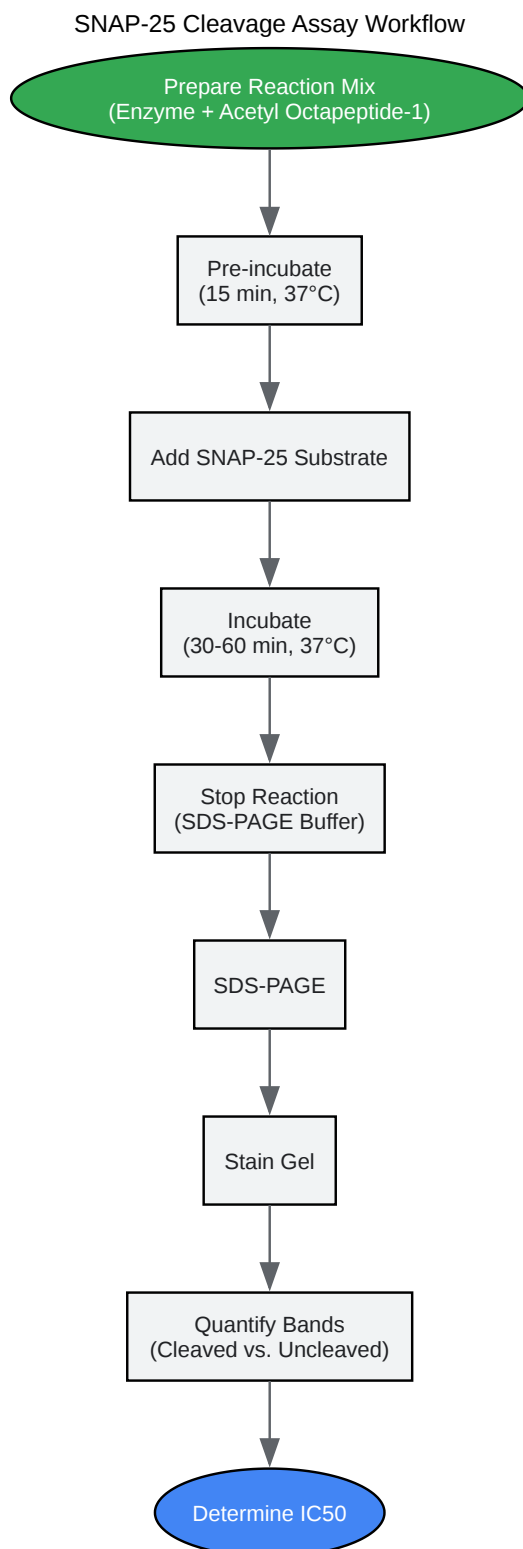 SNAP-25 Cleavage Assay Workflow
Prepare Reaction Mix
(Enzyme + Acetyl Octapeptide-1)
Pre-incubate
(15 min, 37°C)
Add SNAP-25 Substrate
Incubate
(30-60 min, 37°C)
Stop Reaction
(SDS-PAGE Buffer)
SDS-PAGE
Stain Gel
Quantify Bands
(Cleaved vs. Uncleaved)
Determine IC50